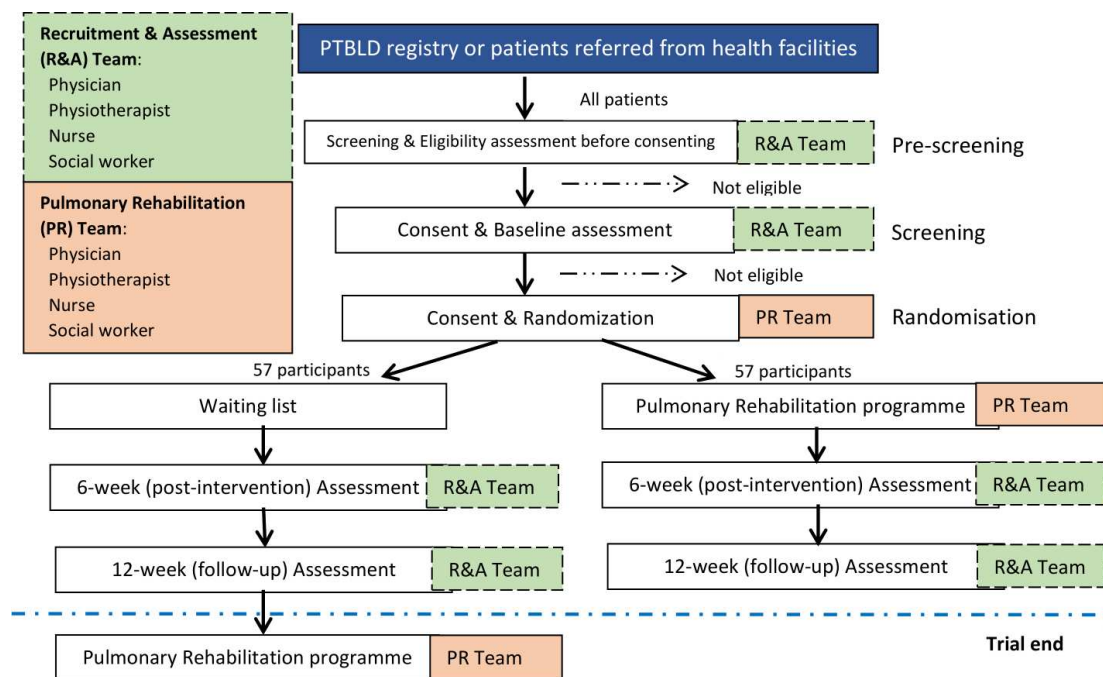 Recruitment & Assessment
(R&A) Team:
Physician
Physiotherapist
Nurse
Social worker
Pulmonary Rehabilitation
(PR) Team:
Physician
Physiotherapist
Nurse
Social worker
PTBLD registry or patients referred from health facilities
All patients
Screening & Eligibility assessment before consenting
R&A Team
Pre-screening
Not eligible
Consent & Baseline assessment
R&A Team
Screening
Not eligible
Consent & Randomization
PR Team
Randomisation
57 participants
57 participants
Waiting list
Pulmonary Rehabilitation programme
PR Team
6-week (post-intervention) Assessment
R&A Team
6-week (post-intervention) Assessment
R&A Team
12-week (follow-up) Assessment
R&A Team
12-week (follow-up) Assessment
R&A Team
Trial end
Pulmonary Rehabilitation programme
PR Team